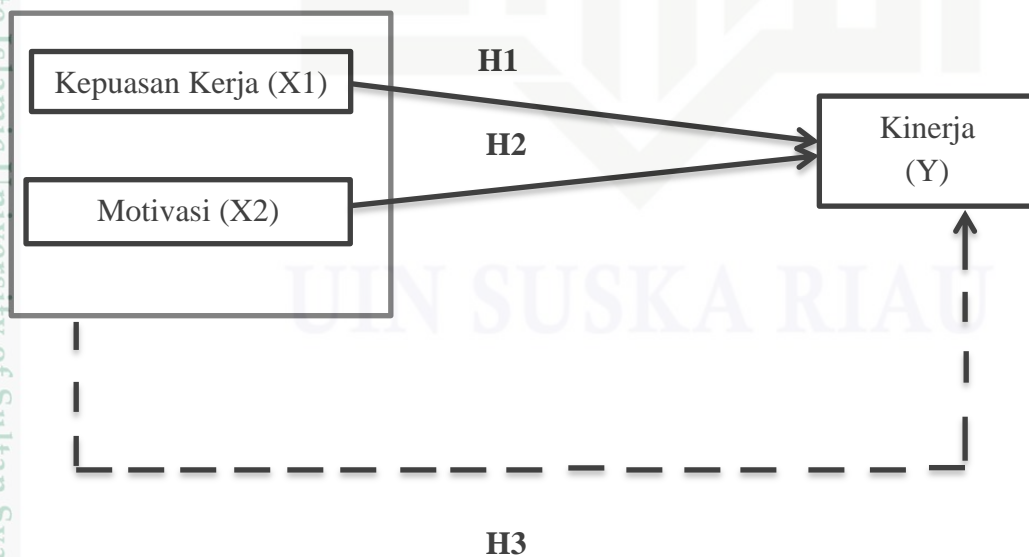 H1
Kepuasan Kerja (X1)
Kinerja
(Y)
H2
Motivasi (X2)
UIN SUSKA RIAU
H3